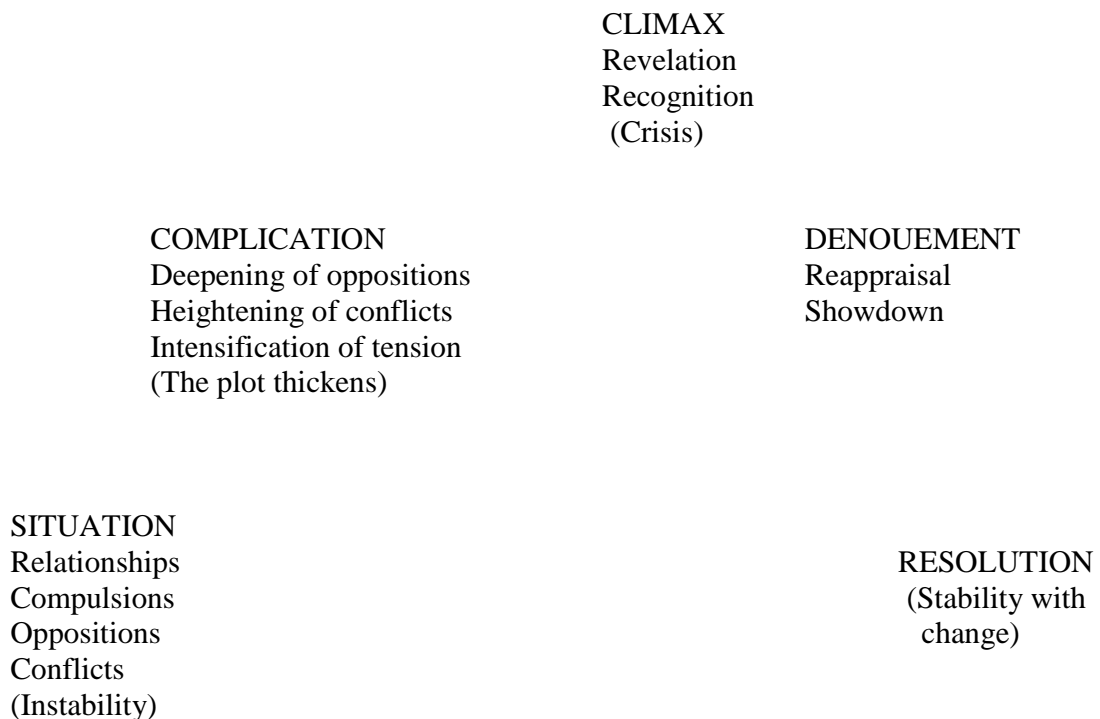 CLIMAX
Revelation
Recognition
(Crisis)
COMPLICATION
Deepening of oppositions
Heightening of conflicts
Intensification of tension
(The plot thickens)
DENOUEMENT
Reappraisal
Showdown
SITUATION
Relationships
Compulsions
Oppositions
Conflicts
(Instability)
RESOLUTION
(Stability with
change)